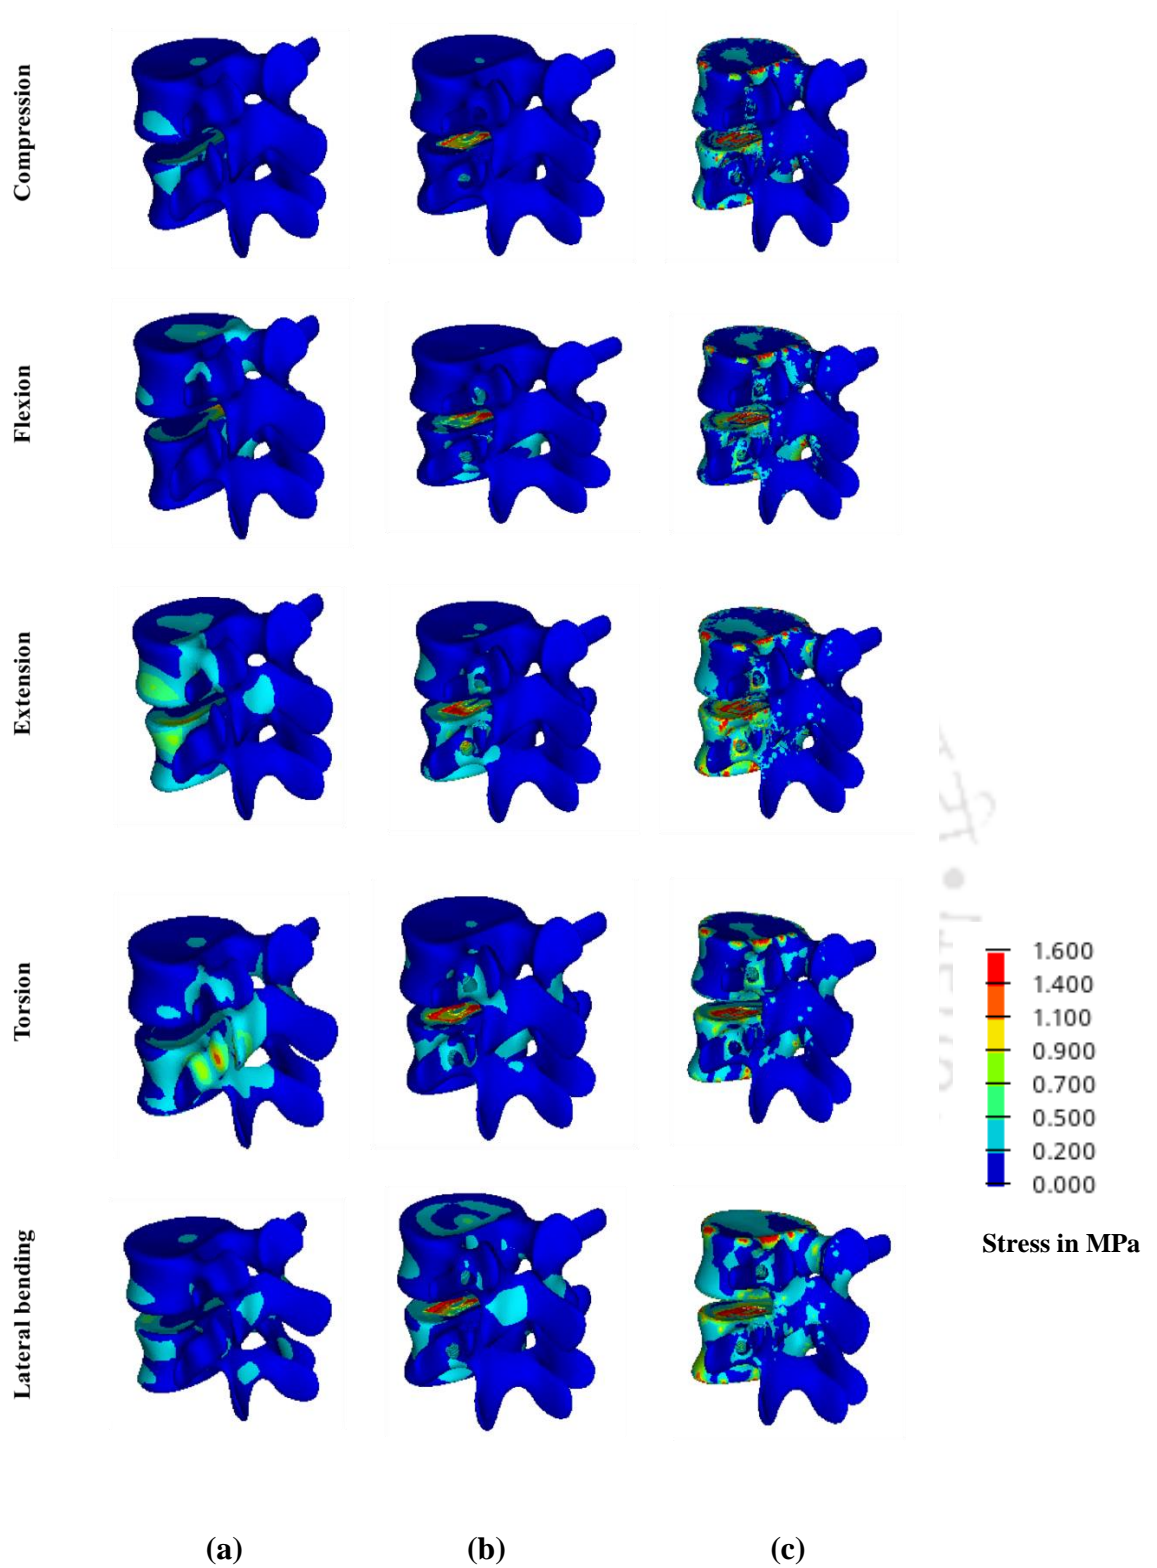 Compression
Flexion
Extension
Torsion
Lateral bending
1.600
1.400
1.100
0.900
0.700
0.500
0.200
0.000
Stress in MPa
(a) (b) (c)